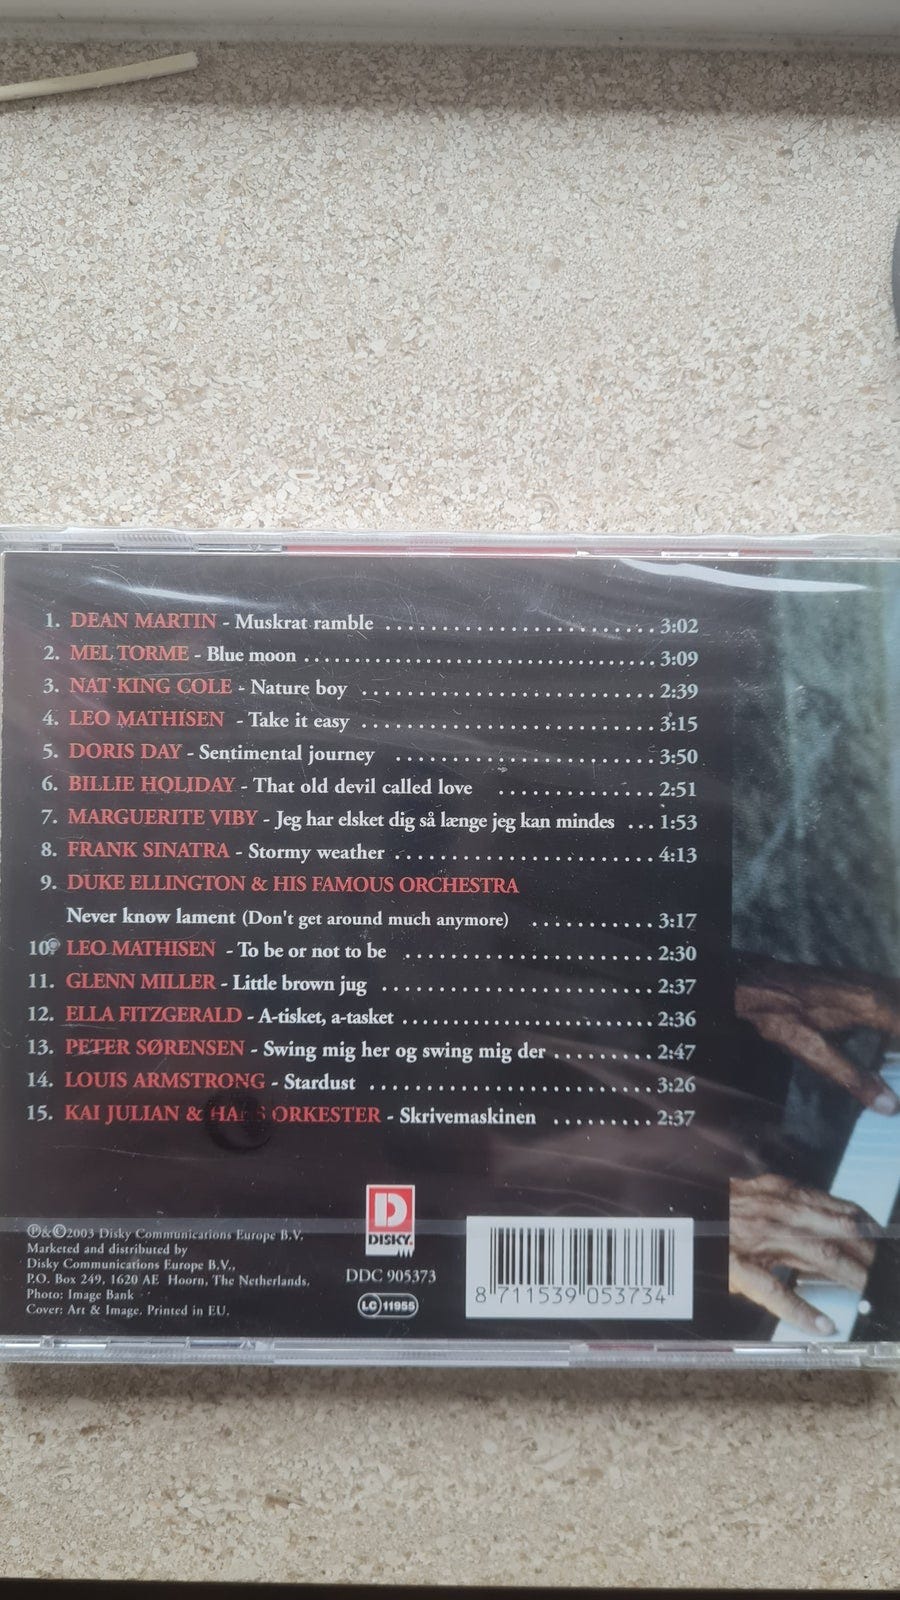 1. DEAN MARTIN - Muskrat ramble ........................ 3:02
2. MEL TORME - Blue moon ................................ 3:09
3. NAT KING COLE - Nature boy .......................... 2:39
4. LEO MATHISEN - Take it easy .......................... 3:15
5. DORIS DAY - Sentimental journey ....................... 3:50
6. BILLIE HOLIDAY - That old devil called love .............. 2:51
7. MARGUERITE VIBY - Jeg har elsket dig så længe jeg kan mindes ... 1:53
8. FRANK SINATRA - Stormy weather ....................... 4:13
9. DUKE ELLINGTON & HIS FAMOUS ORCHESTRA
Never know lament (Don't get around much anymore) ........... 3:17
10. LEO MATHISEN - To be or not to be ...................... 2:30
11. GLENN MILLER - Little brown jug ........................ 2:37
12. ELLA FITZGERALD - A-tisket, a-tasket ...................... 2:36
13. PETER SØRENSEN - Swing mig her og swing mig der ......... 2:47
14. LOUIS ARMSTRONG - Stardust .......................... 3:26
15. KAI JULIAN & HANS ORKESTER - Skrivemaskinen ......... 2:37
℗&©2003 Disky Communications Europe B.V.
Marketed and distributed by
Disky Communications Europe B.V.,
P.O. Box 249, 1620 AE Hoorn, The Netherlands.
Photo: Image Bank
Cover: Art & Image. Printed in EU.
D
DISKY.
DDC 905373
LC 11955
8 711539 053734